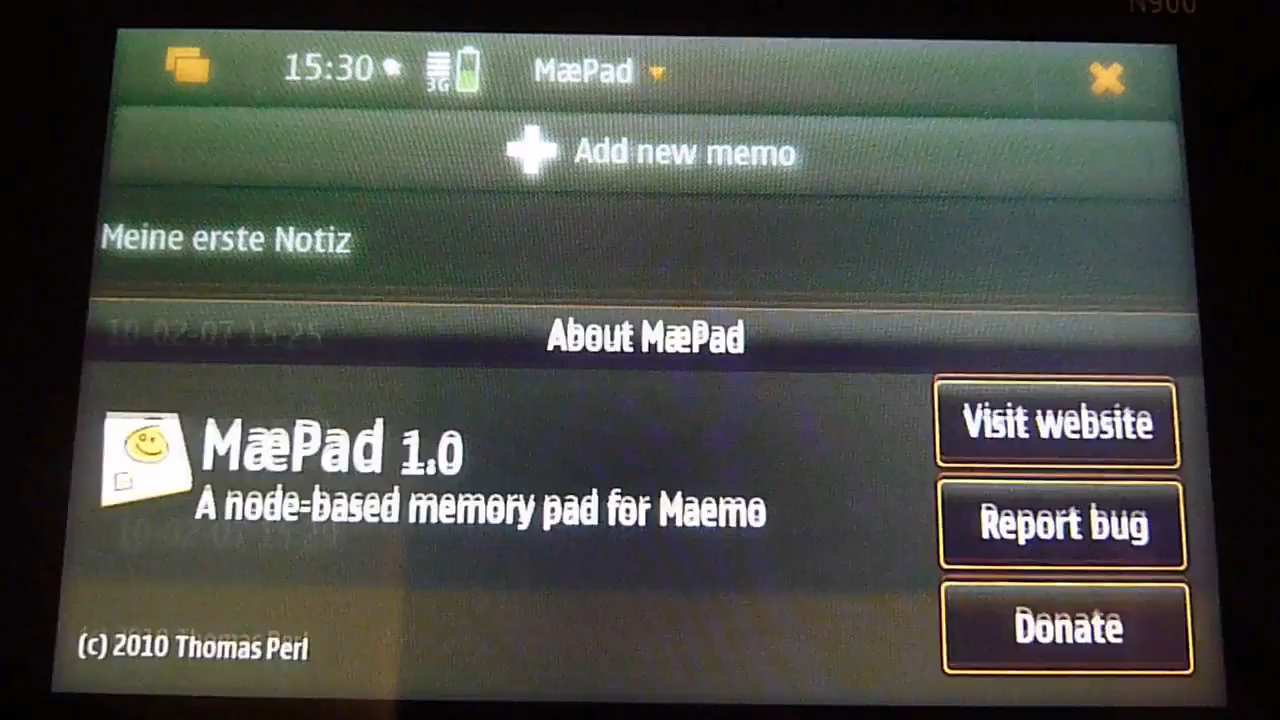 N900
15:30
3G
MæPad
Add new memo
Meine erste Notiz
About MæPad
MæPad 1.0
A node-based memory pad for Maemo
(c) 2010 Thomas Perl
Visit website
Report bug
Donate